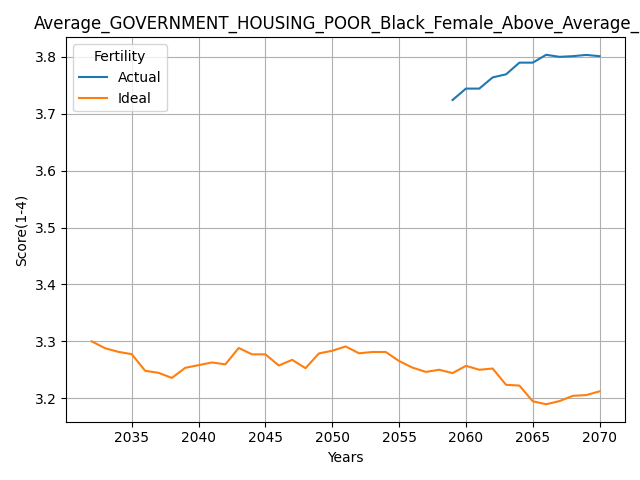 Average_GOVERNMENT_HOUSING_POOR_Black_Female_Above_Average_
Fertility
Actual
Ideal
3.8
3.7
3.6
3.5
3.4
3.3
3.2
Score(1-4)
2035 2040 2045 2050 2055 2060 2065 2070
Years